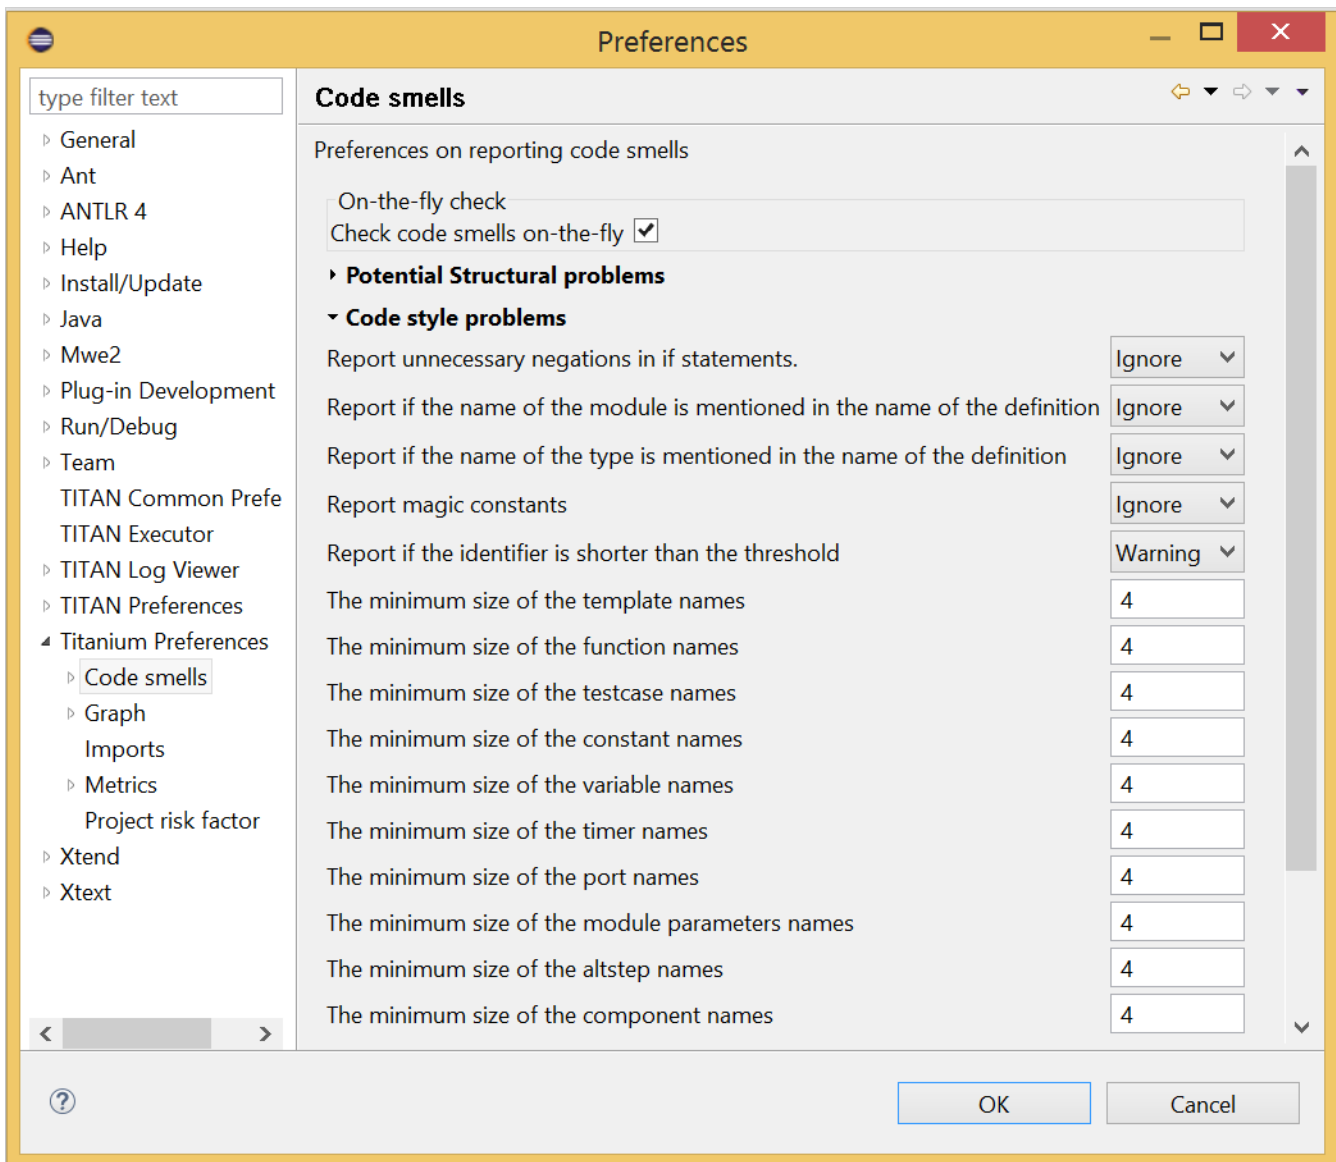 Preferences
type filter text
General
Ant
ANTLR 4
Help
Install/Update
Java
Mwe2
Plug-in Development
Run/Debug
Team
TITAN Common Prefe
TITAN Executor
TITAN Log Viewer
TITAN Preferences
Titanium Preferences
Code smells
Graph
Imports
Metrics
Project risk factor
Xtend
Xtext
Code smells
Preferences on reporting code smells
On-the-fly check
Check code smells on-the-fly
Potential Structural problems
Code style problems
Report unnecessary negations in if statements. Ignore
Report if the name of the module is mentioned in the name of the definition Ignore
Report if the name of the type is mentioned in the name of the definition Ignore
Report magic constants Ignore
Report if the identifier is shorter than the threshold Warning
The minimum size of the template names 4
The minimum size of the function names 4
The minimum size of the testcase names 4
The minimum size of the constant names 4
The minimum size of the variable names 4
The minimum size of the timer names 4
The minimum size of the port names 4
The minimum size of the module parameters names 4
The minimum size of the altstep names 4
The minimum size of the component names 4
OK Cancel